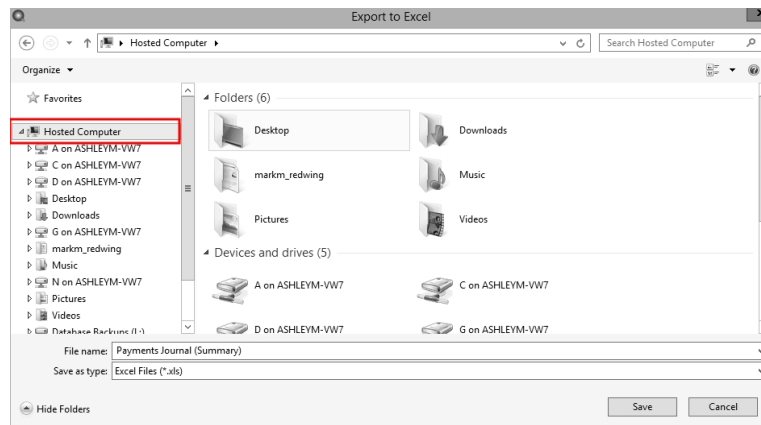 Export to Excel
Hosted Computer
Search Hosted Computer
Organize
Favorites
Hosted Computer
A on ASHLEYM-VW7
C on ASHLEYM-VW7
D on ASHLEYM-VW7
Desktop
Downloads
G on ASHLEYM-VW7
markm_redwing
Music
N on ASHLEYM-VW7
Pictures
Videos
Database Backups (L:)
Folders (6)
Desktop
Downloads
markm_redwing
Music
Pictures
Videos
Devices and drives (5)
A on ASHLEYM-VW7
C on ASHLEYM-VW7
D on ASHLEYM-VW7
G on ASHLEYM-VW7
File name: Payments Journal (Summary)
Save as type: Excel Files (*.xls)
Hide Folders
Save
Cancel